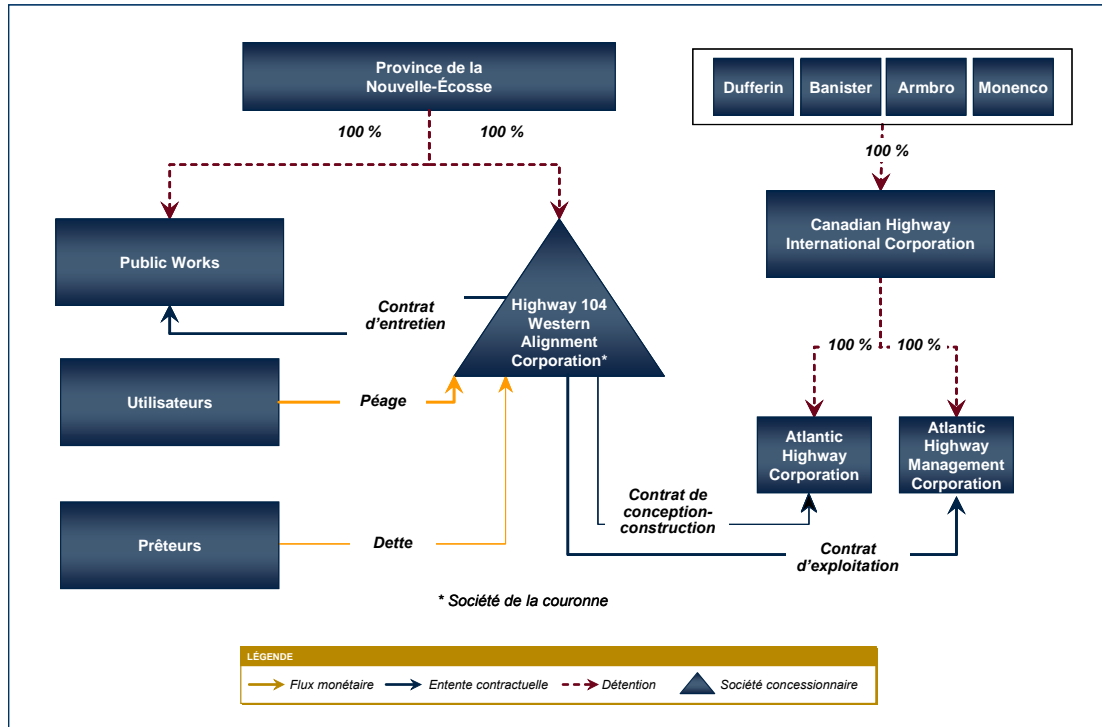 Province de la
Nouvelle-Écosse
Dufferin
Banister
Armbro
Monenco
100 %
100 %
100 %
Public Works
Canadian Highway
International Corporation
Contrat
d'entretien
Highway 104
Western
Alignment
Corporation*
100 %
100 %
Utilisateurs
Péage
Atlantic
Highway
Corporation
Atlantic
Highway
Management
Corporation
Prêteurs
Dette
Contrat de
conception-
construction
Contrat
d'exploitation
* Société de la couronne
LÉGENDE
Flux monétaire
Entente contractuelle
Détention
Société concessionnaire